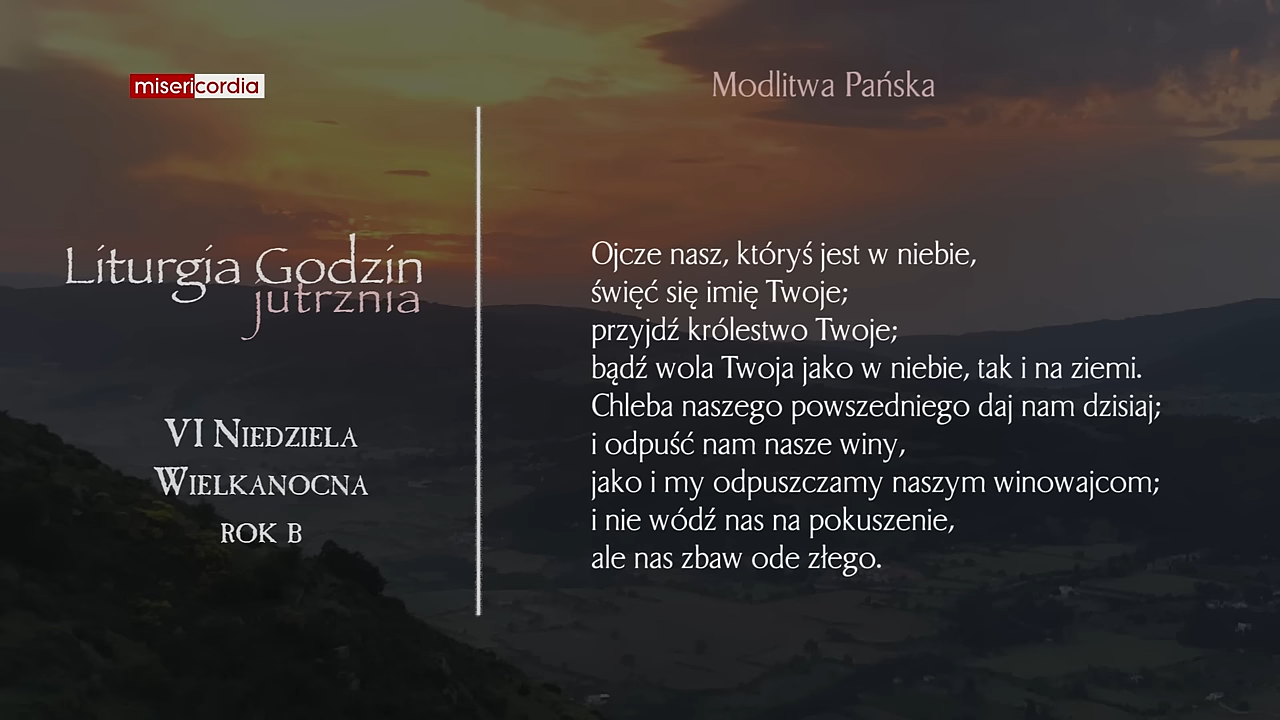 misericordia
Liturgia Godzin
jutrznia
VI Niedziela
Wielkanocna
rok B
Modlitwa Pańska
Ojcze nasz, któryś jest w niebie,
święć się imię Twoje;
przyjdź królestwo Twoje;
bądź wola Twoja jako w niebie, tak i na ziemi.
Chleba naszego powszedniego daj nam dzisiaj;
i odpuść nam nasze winy,
jako i my odpuszczamy naszym winowajcom;
i nie wódź nas na pokuszenie,
ale nas zbaw ode złego.